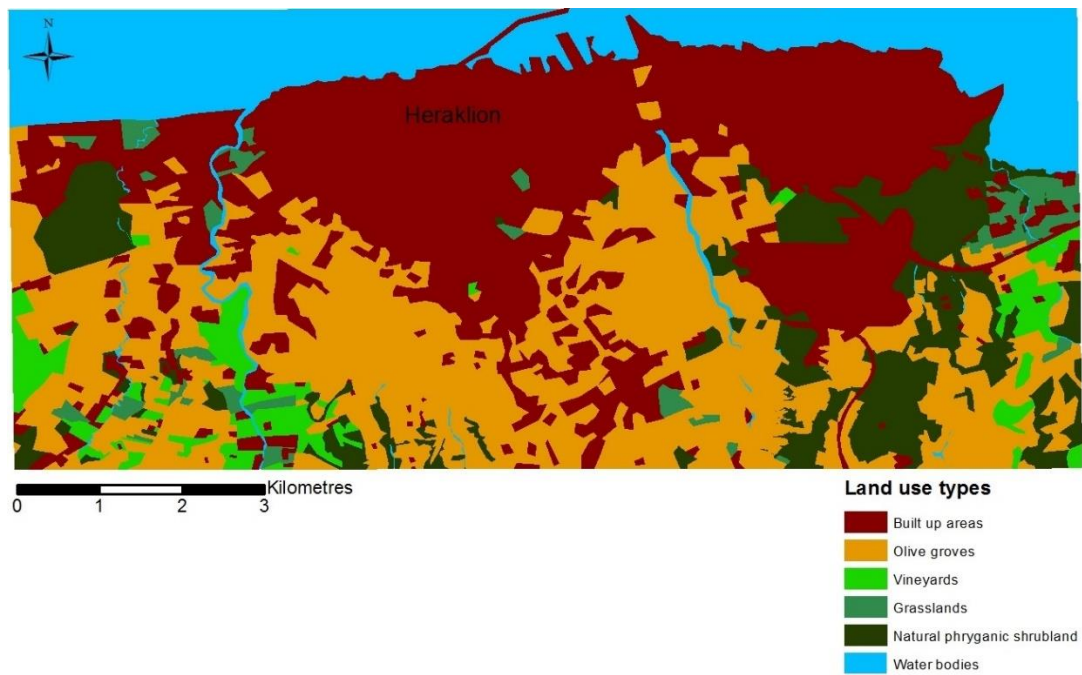 N
Heraklion
Kilometres
0 1 2 3
Land use types
Built up areas
Olive groves
Vineyards
Grasslands
Natural phryganic shrubland
Water bodies